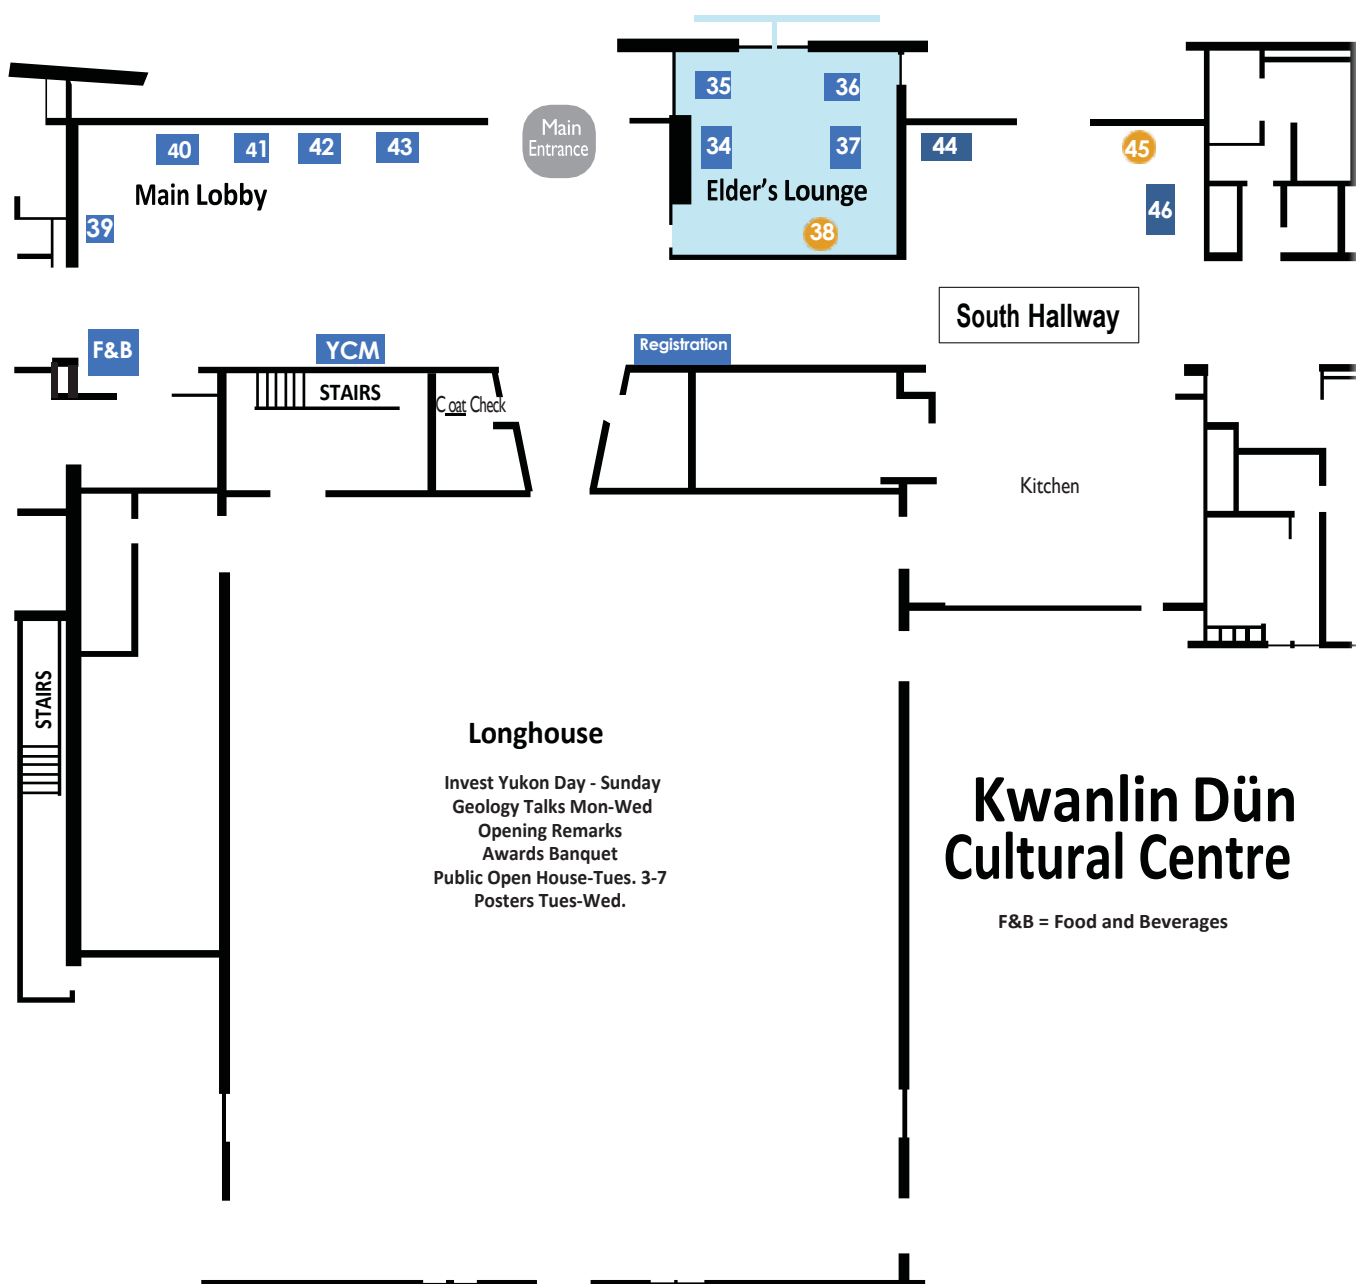 35
36
Main
Entrance
40
41
42
43
34
37
44
45
Main Lobby
Elder's Lounge
46
39
38
South Hallway
F&B
YCM
Registration
STAIRS
C oat Check
Kitchen
STAIRS
Longhouse
Invest Yukon Day - Sunday
Geology Talks Mon-Wed
Opening Remarks
Awards Banquet
Public Open House-Tues. 3-7
Posters Tues-Wed.
Kwanlin Dün
Cultural Centre
F&B = Food and Beverages